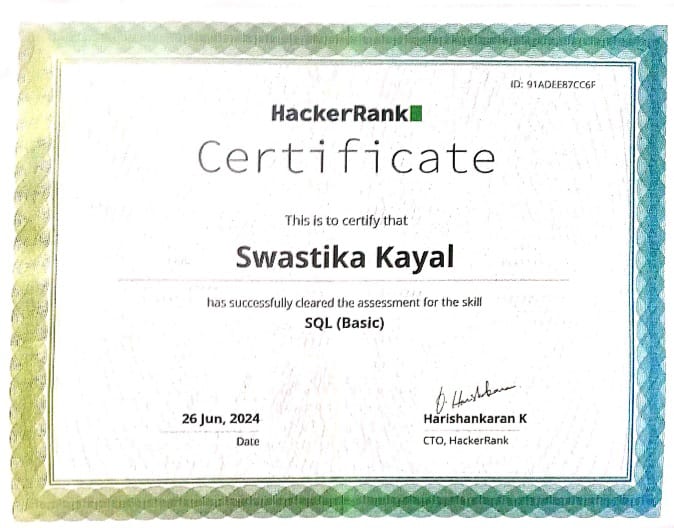 ID: 91ADEE87CC6F
HackerRank
Certificate
This is to certify that
Swastika Kayal
has successfully cleared the assessment for the skill
SQL (Basic)
26 Jun, 2024
Date
Harishankaran K
CTO, HackerRank